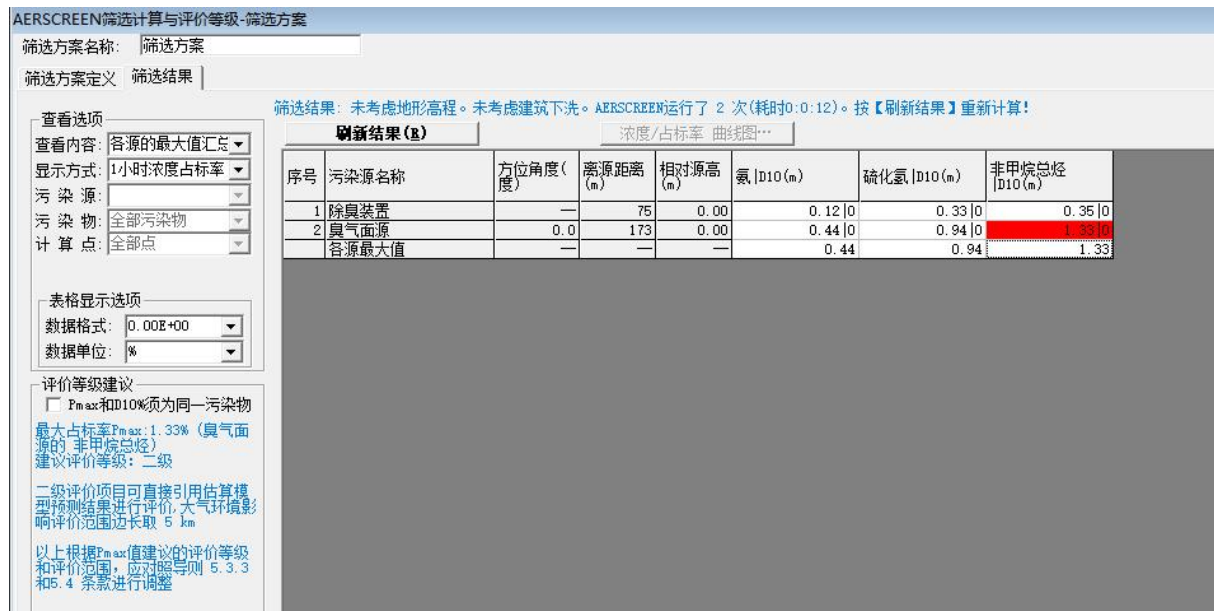 AERSCREEN筛选计算与评价等级-筛选方案
筛选方案名称: 筛选方案
筛选方案定义 筛选结果
筛选结果: 未考虑地形高程。未考虑建筑下洗。AERSCREEN运行了 2 次(耗时0:0:12)。按【刷新结果】重新计算!
查看选项
查看内容: 各源的最大值汇总
显示方式: 1小时浓度占标率
污 染 源:
污 染 物: 全部污染物
计 算 点: 全部点
表格显示选项
数据格式: 0.00E+00
数据单位: %
评价等级建议
Pmax和D10%须为同一污染物
最大占标率Pmax:1.33% (臭气面
源的 非甲烷总烃)
建议评价等级: 二级
二级评价项目可直接引用估算模
型预测结果进行评价,大气环境影
响评价范围边长取 5 km
以上根据Pmax值建议的评价等级
和评价范围, 应对照导则 5.3.3
和5.4 条款进行调整
刷新结果(R) 浓度/占标率 曲线图…
序号 污染源名称 方位角度(度) 离源距离(m) 相对源高(m) 氨|D10(m) 硫化氢|D10(m) 非甲烷总烃|D10(m)
1 除臭装置 — 75 0.00 0.12|0 0.33|0 0.35|0
2 臭气面源 0.0 173 0.00 0.44|0 0.94|0 1.33|0
各源最大值 — — — 0.44 0.94 1.33